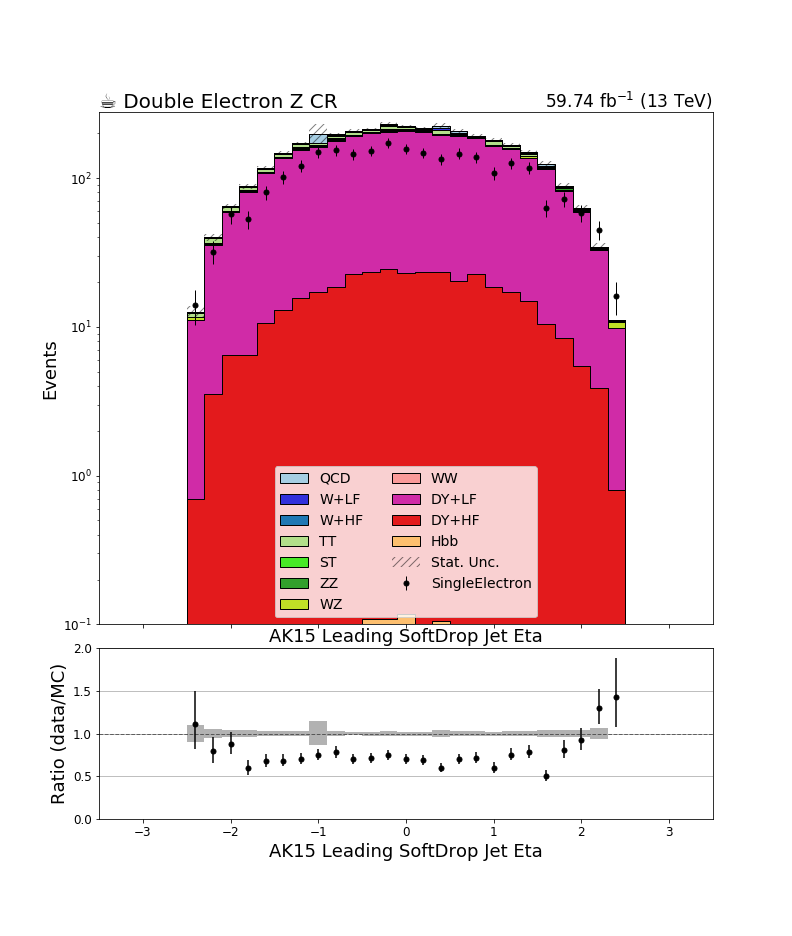 ☕ Double Electron Z CR
59.74 fb⁻¹ (13 TeV)
Events
10²
10¹
10⁰
10⁻¹
QCD
W+LF
W+HF
TT
ST
ZZ
WZ
WW
DY+LF
DY+HF
Hbb
Stat. Unc.
SingleElectron
AK15 Leading SoftDrop Jet Eta
Ratio (data/MC)
2.0
1.5
1.0
0.5
0.0
−3 −2 −1 0 1 2 3
AK15 Leading SoftDrop Jet Eta